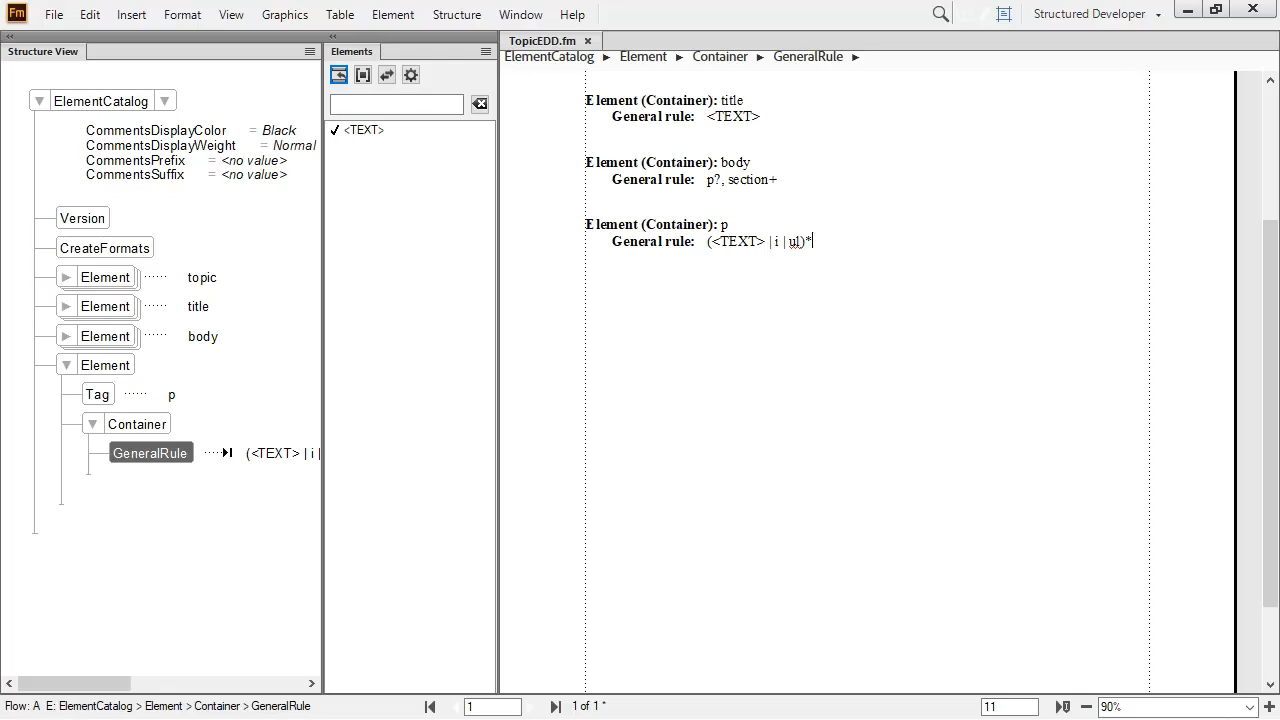 Fm File Edit Insert Format View Graphics Table Element Structure Window Help Structured Developer
Structure View
Elements
TopicEDD.fm
ElementCatalog Element Container GeneralRule
ElementCatalog
CommentsDisplayColor = Black
CommentsDisplayWeight = Normal
CommentsPrefix = <no value>
CommentsSuffix = <no value>
Version
CreateFormats
Element topic
Element title
Element body
Element
Tag p
Container
GeneralRule (<TEXT> | i |
<TEXT>
Element (Container): title
General rule: <TEXT>
Element (Container): body
General rule: p?, section+
Element (Container): p
General rule: (<TEXT> | i | ul)*
Flow: A E: ElementCatalog > Element > Container > GeneralRule
1
1 of 1 *
11
90%